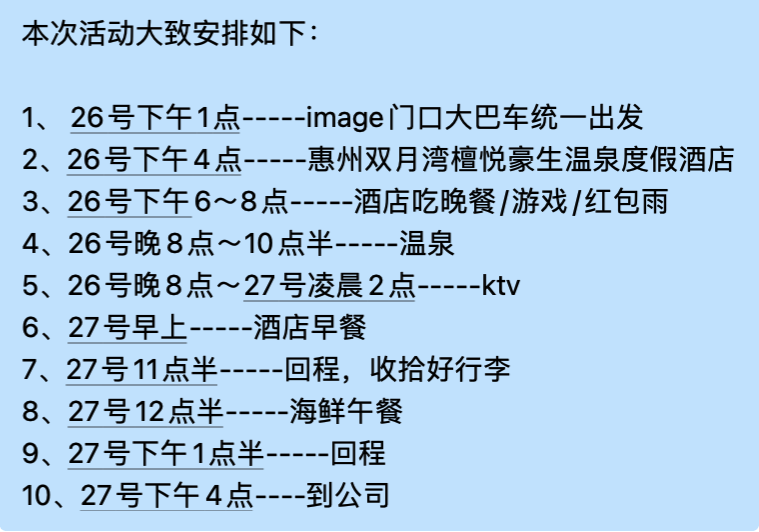 本次活动大致安排如下：
1、 26号下午1点-----image门口大巴车统一出发
2、26号下午4点-----惠州双月湾檀悦豪生温泉度假酒店
3、26号下午6～8点-----酒店吃晚餐/游戏/红包雨
4、26号晚8点～10点半-----温泉
5、26号晚8点～27号凌晨2点-----ktv
6、27号早上-----酒店早餐
7、27号11点半-----回程，收拾好行李
8、27号12点半-----海鲜午餐
9、27号下午1点半-----回程
10、27号下午4点----到公司